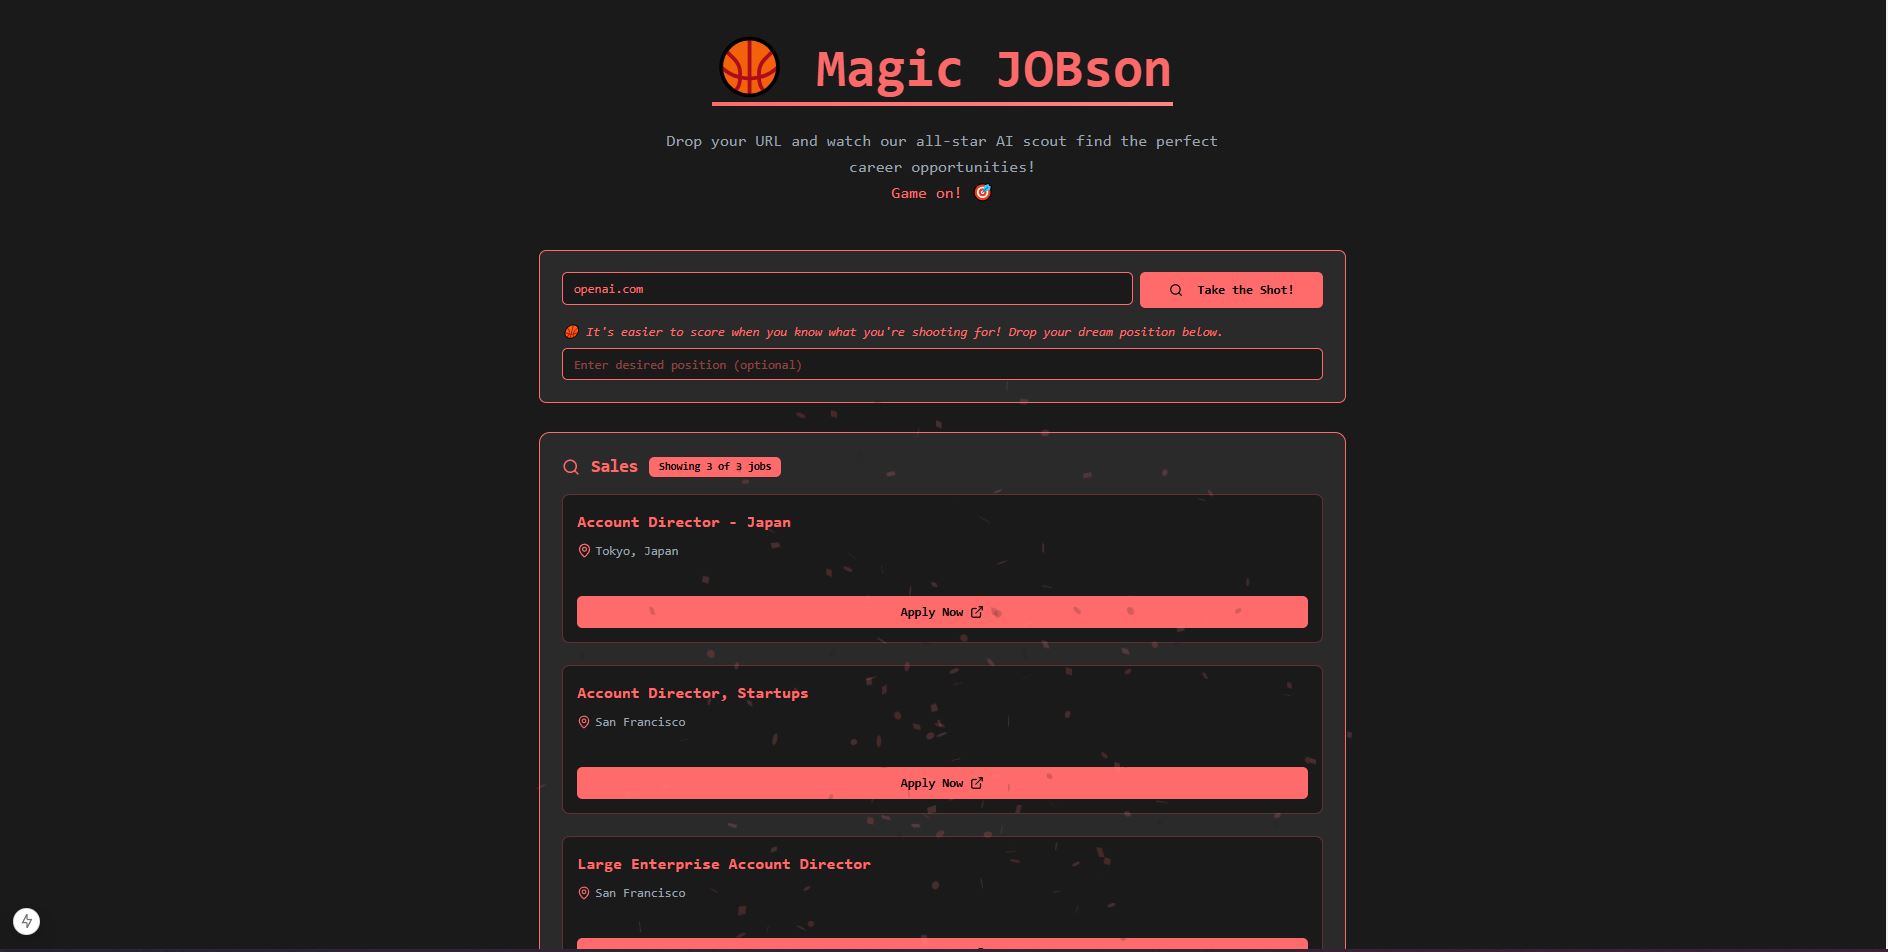 Magic JOBson
Drop your URL and watch our all-star AI scout find the perfect
career opportunities!
Game on!
openai.com
Take the Shot!
It's easier to score when you know what you're shooting for! Drop your dream position below.
Enter desired position (optional)
Sales
Showing 3 of 3 jobs
Account Director - Japan
Tokyo, Japan
Apply Now
Account Director, Startups
San Francisco
Apply Now
Large Enterprise Account Director
San Francisco